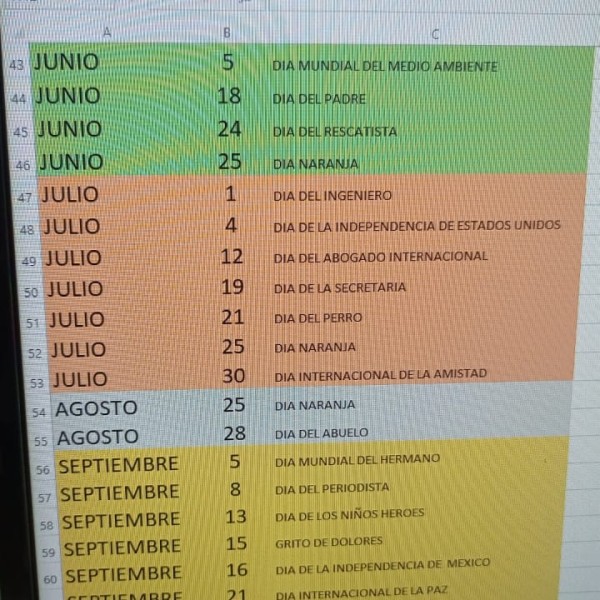 A B C
43 JUNIO 5 DIA MUNDIAL DEL MEDIO AMBIENTE
44 JUNIO 18 DIA DEL PADRE
45 JUNIO 24 DIA DEL RESCATISTA
46 JUNIO 25 DIA NARANJA
47 JULIO 1 DIA DEL INGENIERO
48 JULIO 4 DIA DE LA INDEPENDENCIA DE ESTADOS UNIDOS
49 JULIO 12 DIA DEL ABOGADO INTERNACIONAL
50 JULIO 19 DIA DE LA SECRETARIA
51 JULIO 21 DIA DEL PERRO
52 JULIO 25 DIA NARANJA
53 JULIO 30 DIA INTERNACIONAL DE LA AMISTAD
54 AGOSTO 25 DIA NARANJA
55 AGOSTO 28 DIA DEL ABUELO
56 SEPTIEMBRE 5 DIA MUNDIAL DEL HERMANO
57 SEPTIEMBRE 8 DIA DEL PERIODISTA
58 SEPTIEMBRE 13 DIA DE LOS NIÑOS HEROES
59 SEPTIEMBRE 15 GRITO DE DOLORES
60 SEPTIEMBRE 16 DIA DE LA INDEPENDENCIA DE MEXICO
SEPTIEMBRE 21 DIA INTERNACIONAL DE LA PAZ